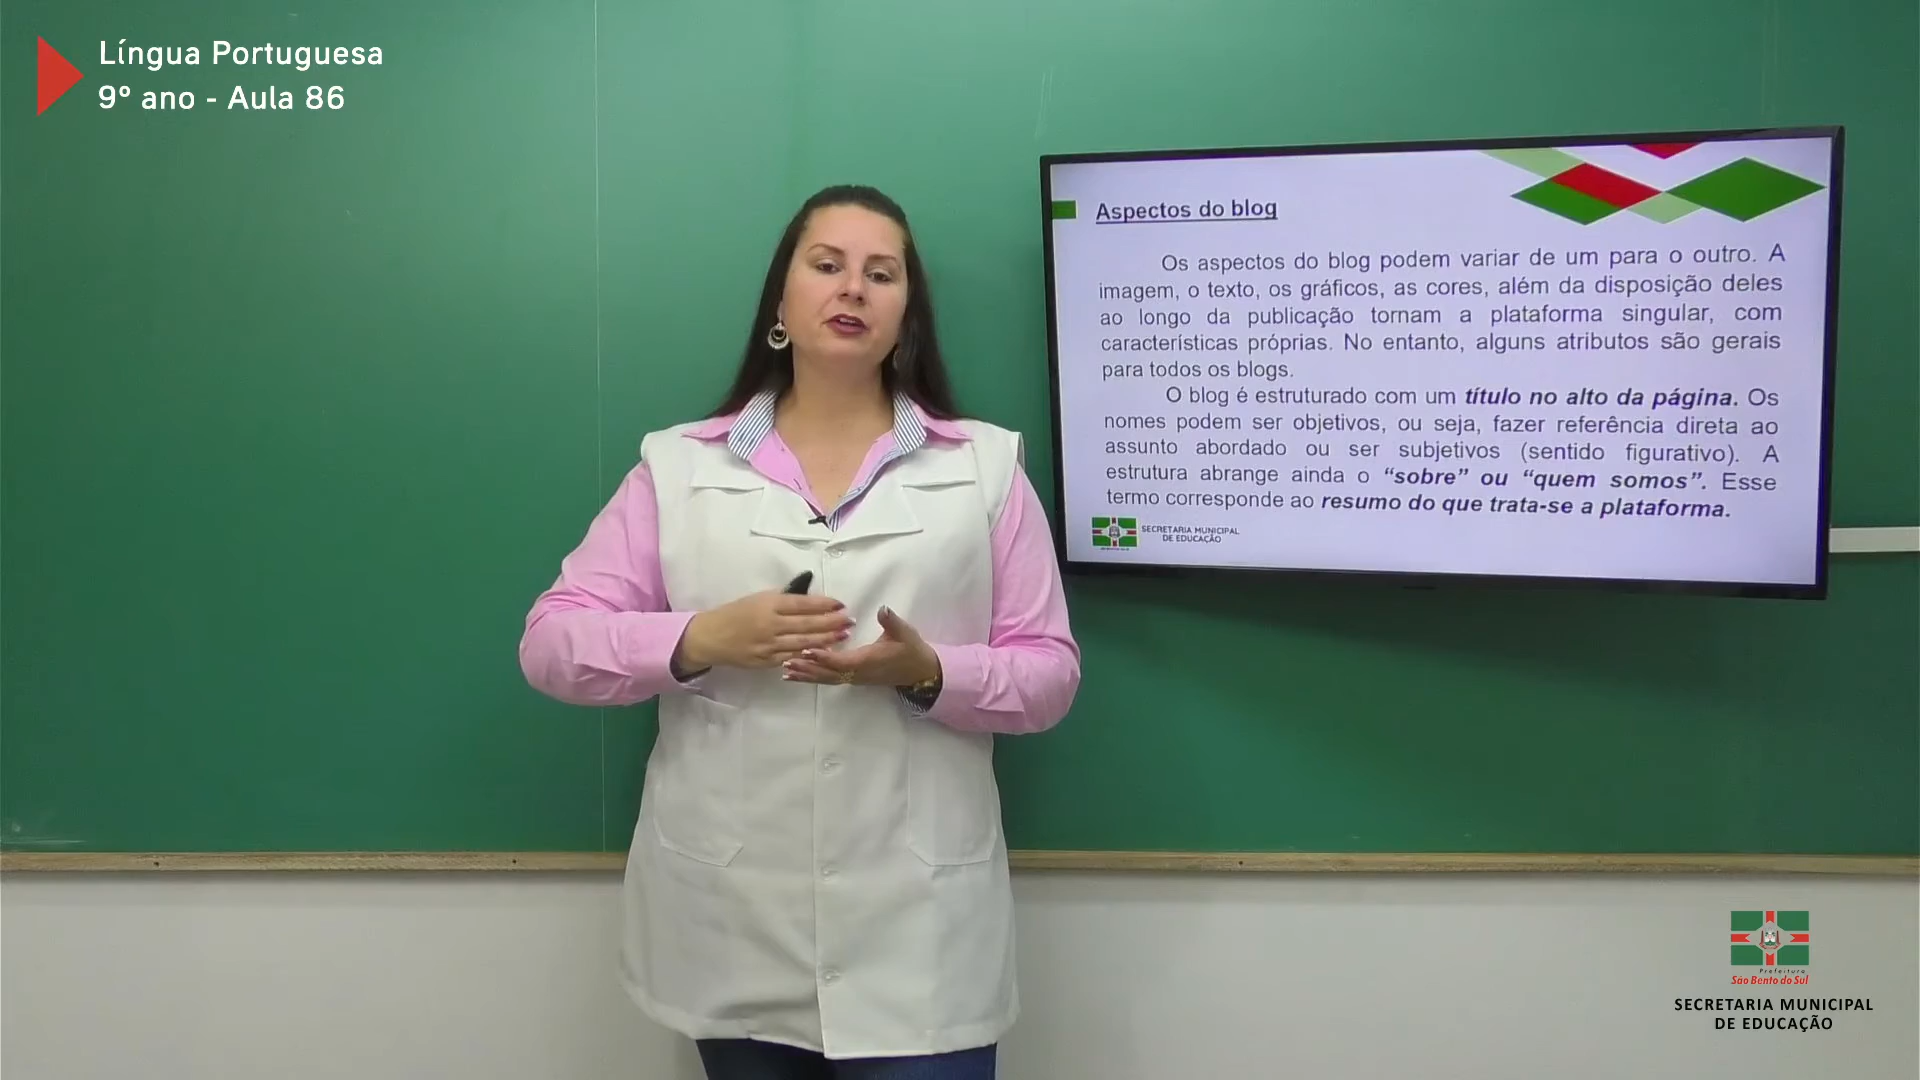 Língua Portuguesa
9º ano - Aula 86
Aspectos do blog
Os aspectos do blog podem variar de um para o outro. A
imagem, o texto, os gráficos, as cores, além da disposição deles
ao longo da publicação tornam a plataforma singular, com
características próprias. No entanto, alguns atributos são gerais
para todos os blogs.
O blog é estruturado com um título no alto da página. Os
nomes podem ser objetivos, ou seja, fazer referência direta ao
assunto abordado ou ser subjetivos (sentido figurativo). A
estrutura abrange ainda o “sobre” ou “quem somos”. Esse
termo corresponde ao resumo do que trata-se a plataforma.
SECRETARIA MUNICIPAL
DE EDUCAÇÃO
Prefeitura
São Bento do Sul
SECRETARIA MUNICIPAL
DE EDUCAÇÃO